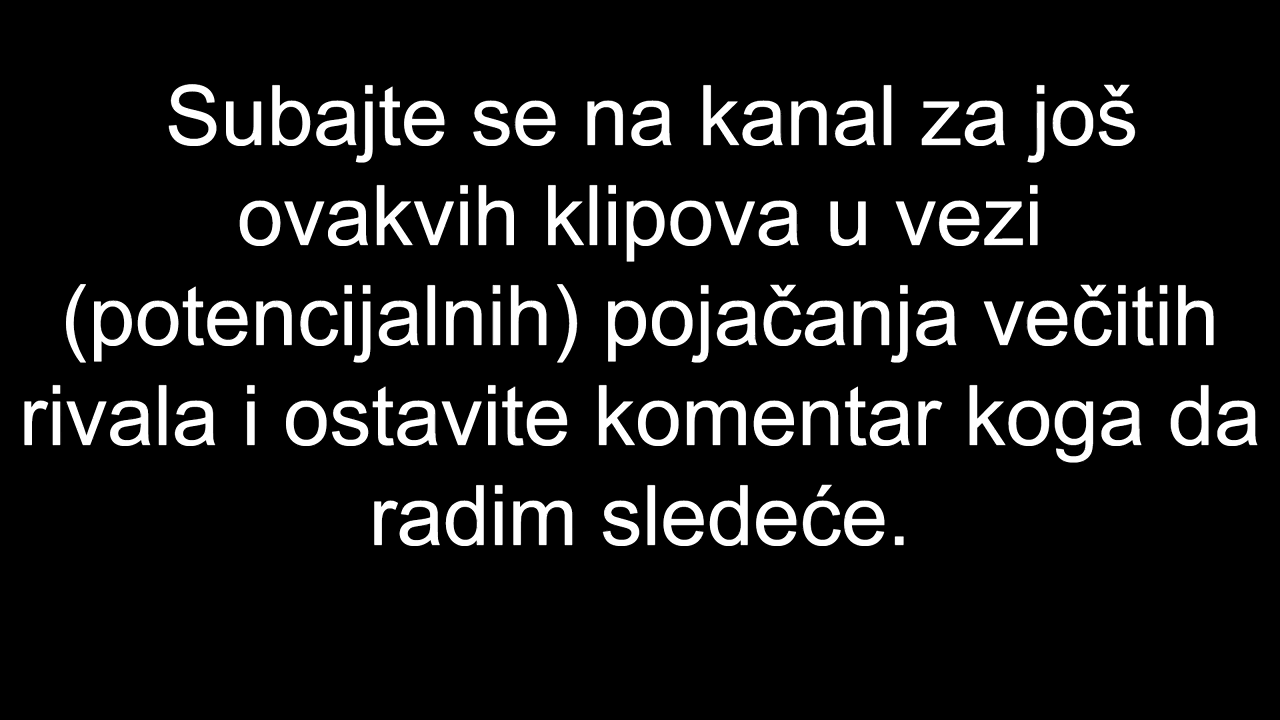 Subajte se na kanal za još
ovakvih klipova u vezi
(potencijalnih) pojačanja večitih
rivala i ostavite komentar koga da
radim sledeće.